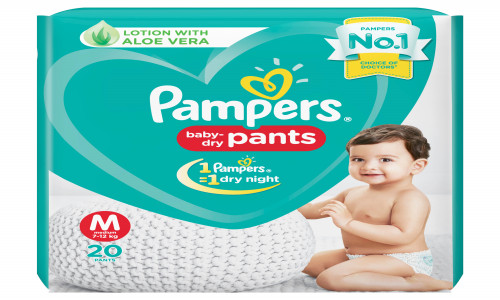 LOTION WITH
ALOE VERA
PAMPERS
No.1
CHOICE OF
DOCTORS*
Pampers®
baby-
dry pants
1 Pampers®
=1 dry night
M
medium
7-12 kg
20
PANTS